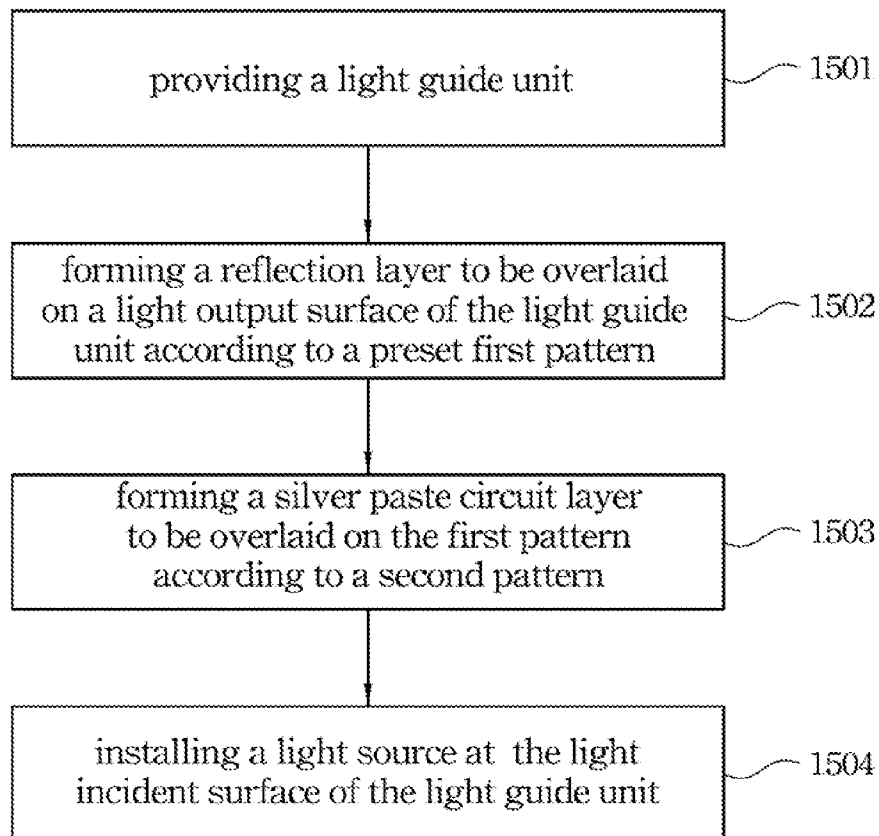 providing a light guide unit
1501
forming a reflection layer to be overlaid
on a light output surface of the light guide
unit according to a preset first pattern
1502
forming a silver paste circuit layer
to be overlaid on the first pattern
according to a second pattern
1503
installing a light source at the light
incident surface of the light guide unit
1504